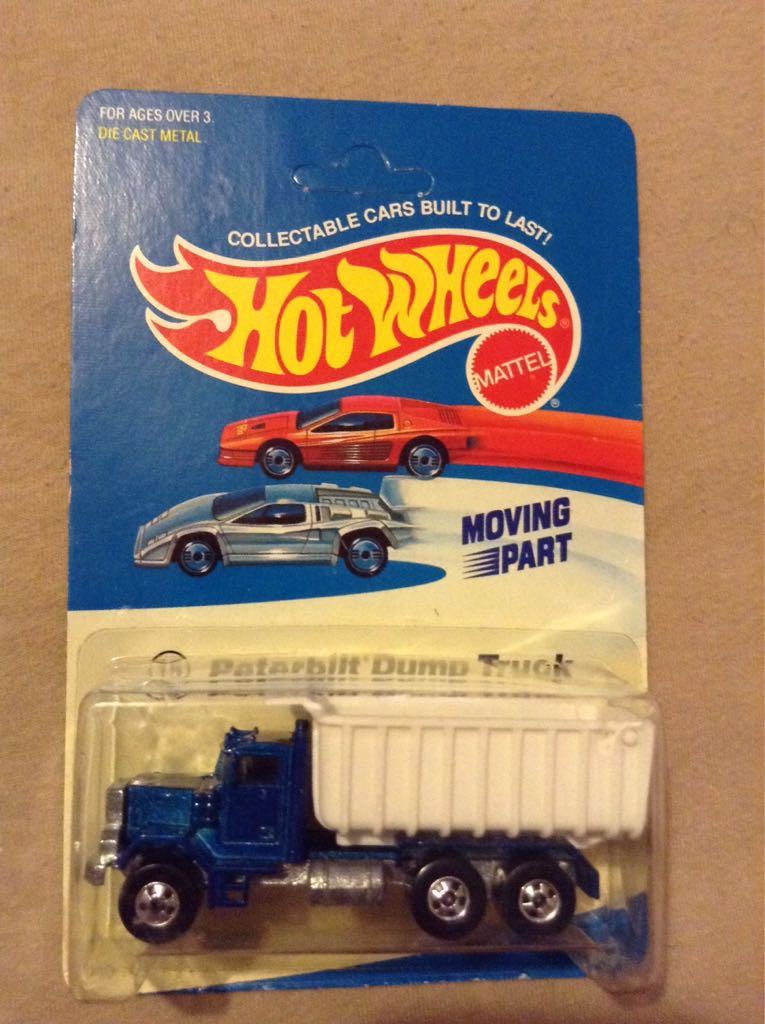 FOR AGES OVER 3.
DIE CAST METAL.
COLLECTABLE CARS BUILT TO LAST!
HOT WHEELS®
MATTEL
®
MOVING
PART
Peterbilt® Dump Truck